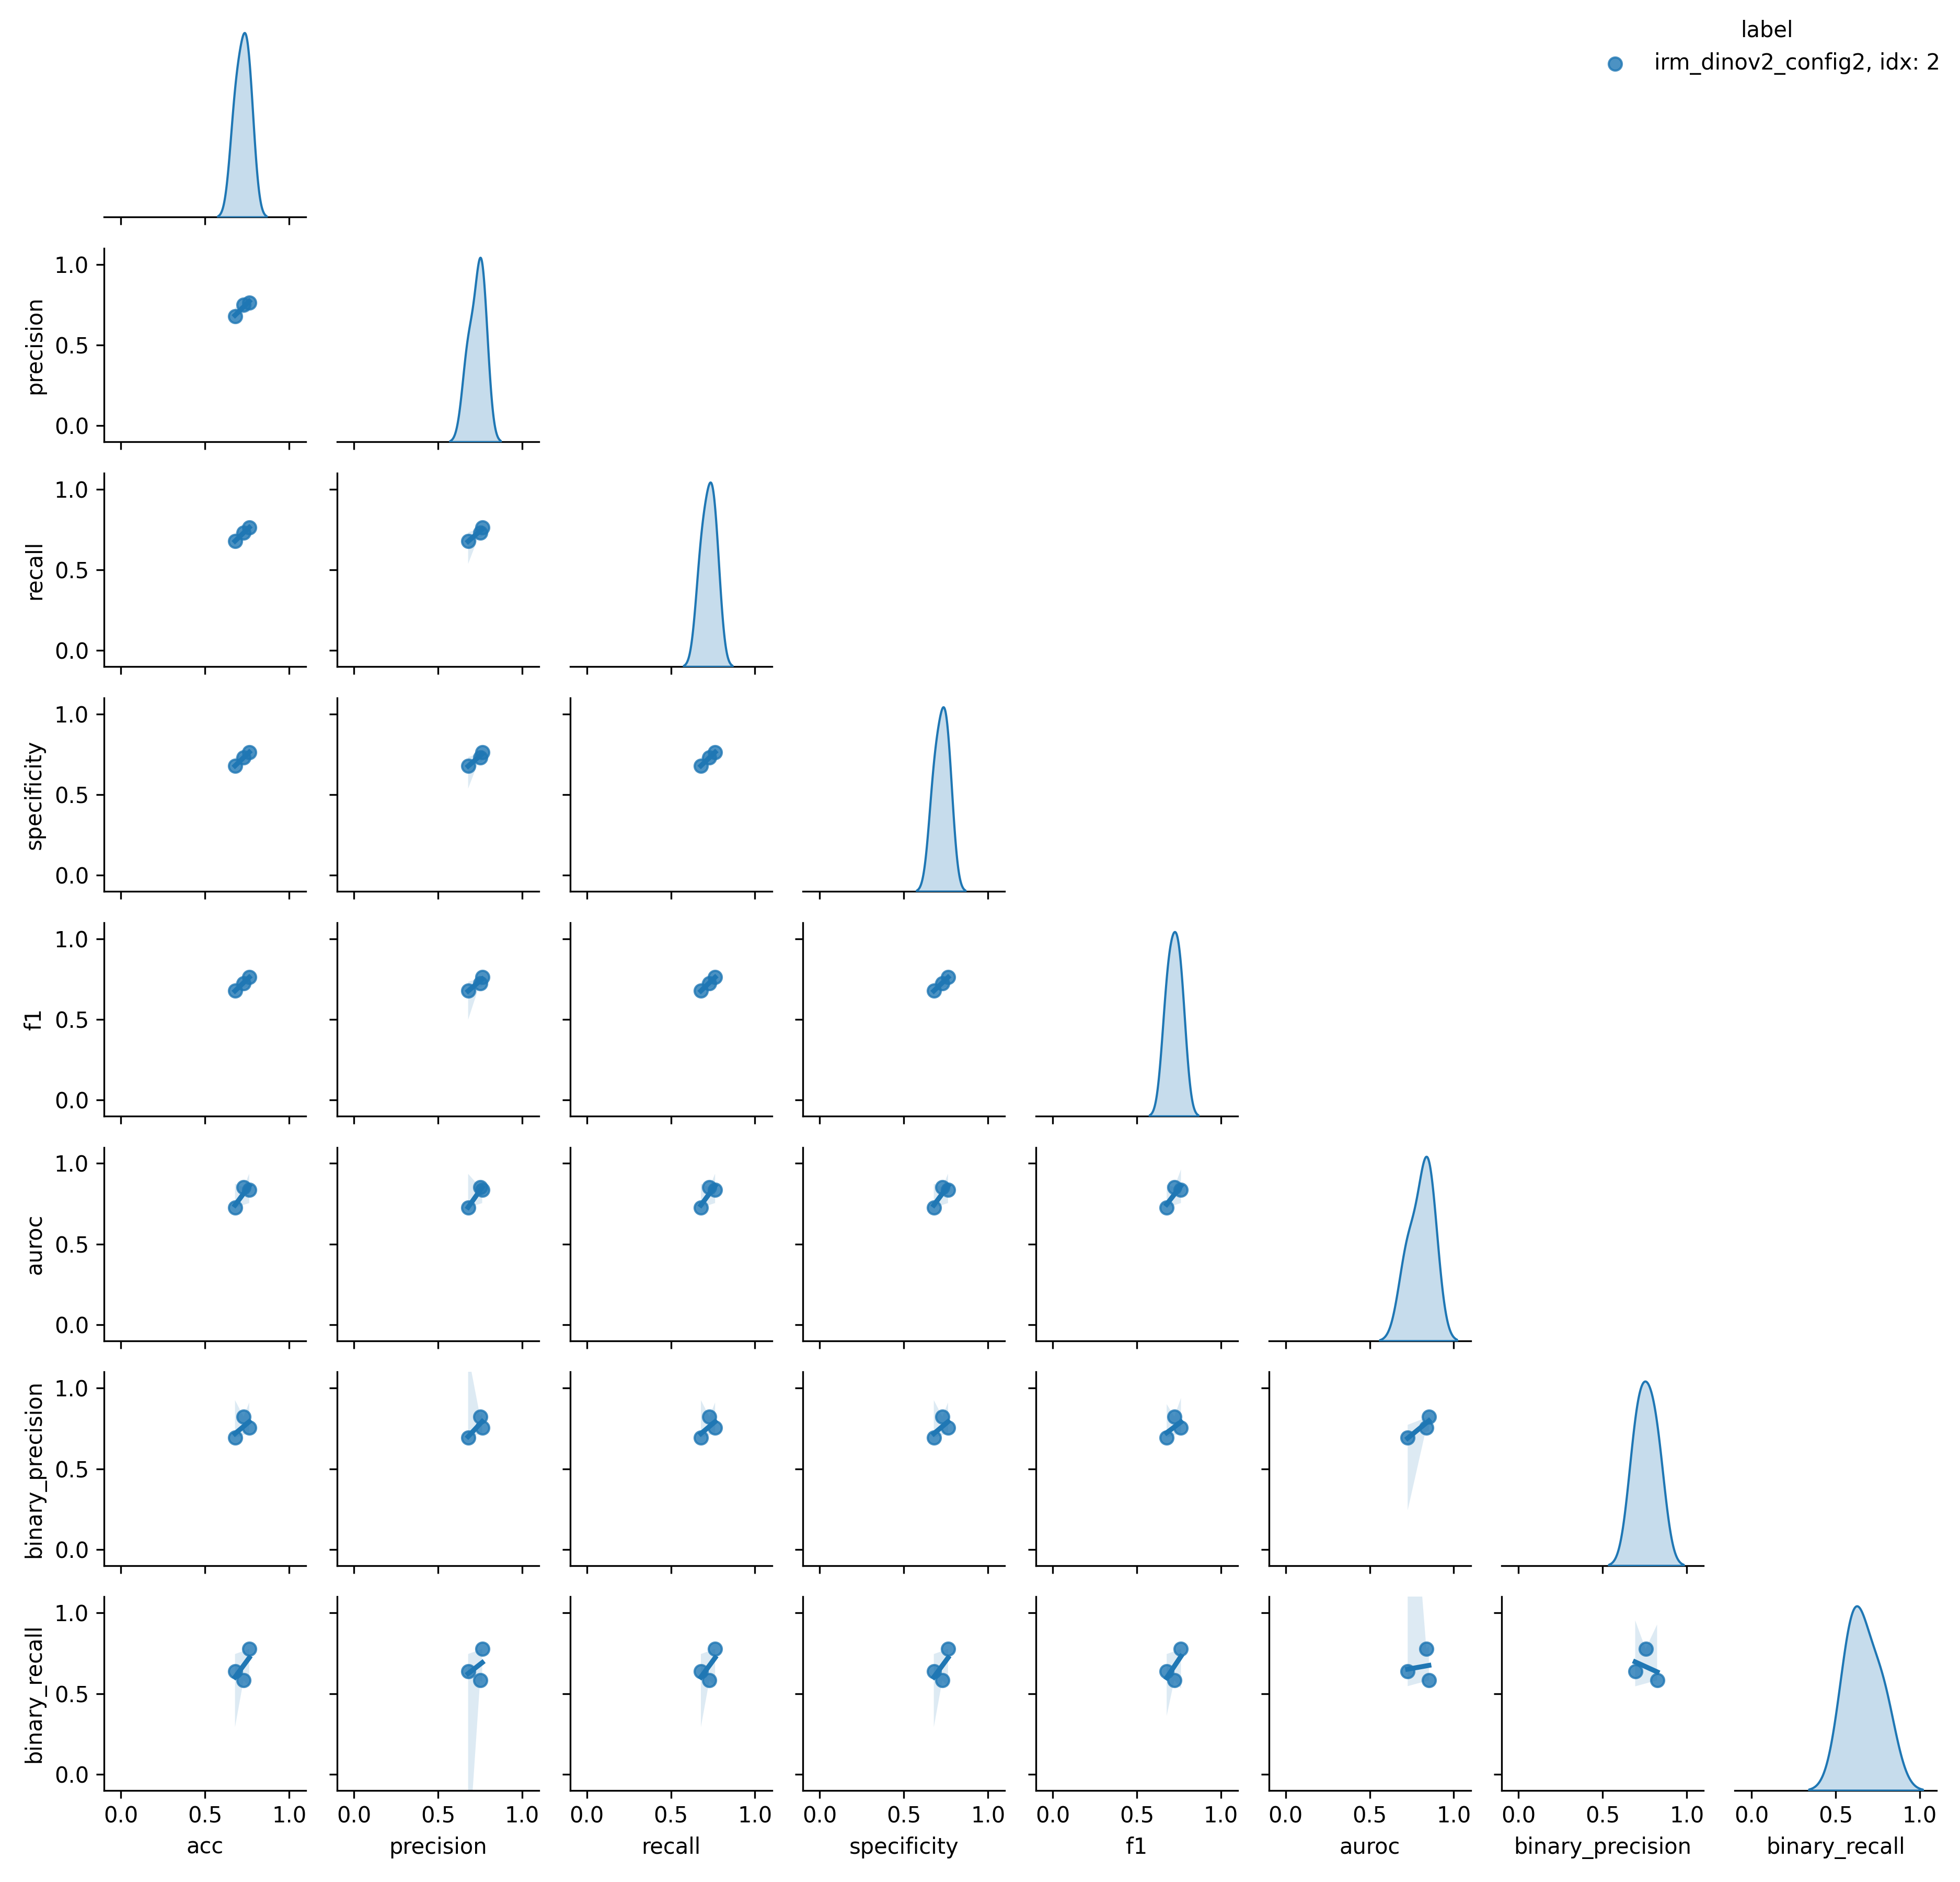 label
irm_dinov2_config2, idx: 2
precision
1.0
0.5
0.0
recall
1.0
0.5
0.0
specificity
1.0
0.5
0.0
f1
1.0
0.5
0.0
auroc
1.0
0.5
0.0
binary_precision
1.0
0.5
0.0
binary_recall
1.0
0.5
0.0
0.0 0.5 1.0 0.0 0.5 1.0 0.0 0.5 1.0 0.0 0.5 1.0 0.0 0.5 1.0 0.0 0.5 1.0 0.0 0.5 1.0 0.0 0.5 1.0
acc precision recall specificity f1 auroc binary_precision binary_recall